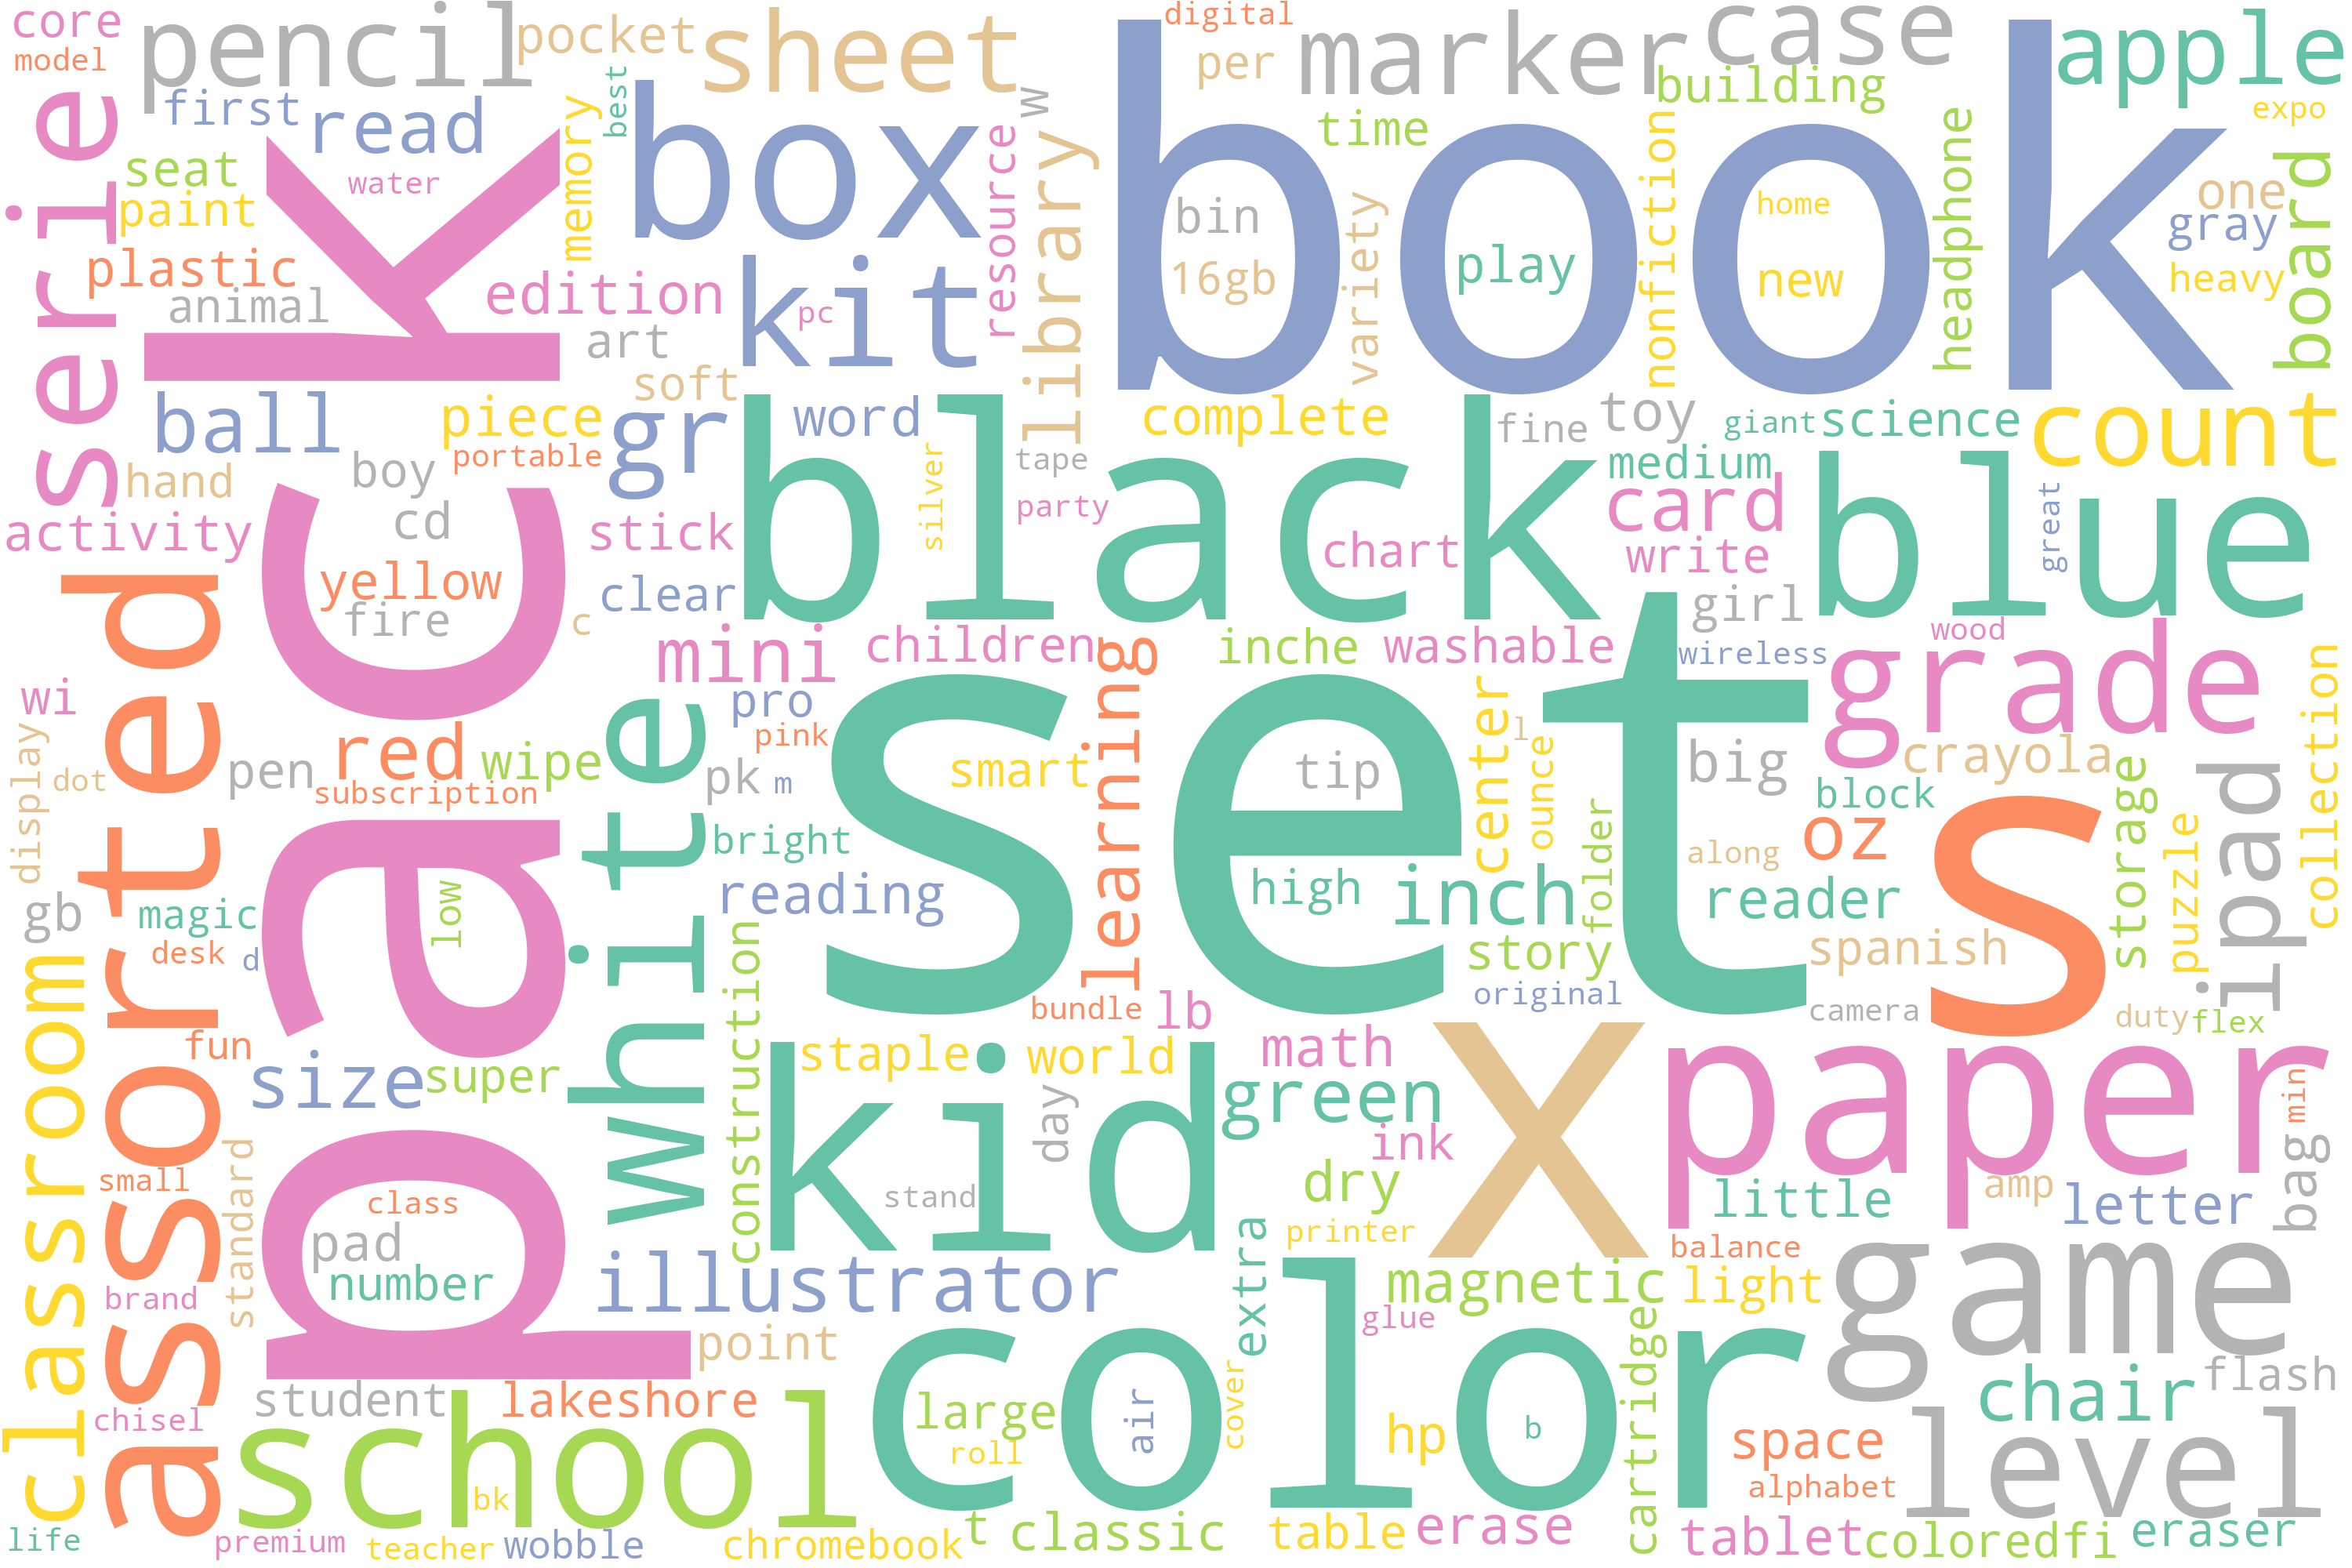 core
pencil
pocket
sheet
digital
per
marker
case
apple
model
best
w
building
expo
serie
first
read
memory
box
resource
library
book
time
nonfiction
headphone
board
seat
water
paint
bin
variety
home
one
gray
plastic
animal
edition
kit
pc
16gb
play
new
heavy
art
soft
pack
ball
piece
gr
word
black
complete
fine
toy
giant
science
count
hand
boy
portable
silver
tape
medium
blue
activity
cd
stick
party
card
great
chart
write
assorted
yellow
clear
fire
c
girl
mini
children
learning
inche
washable
wireless
wood
grade
wi
white
pro
set
center
l
s
collection
display
dot
pen
red
wipe
pink
subscription
pk
m
smart
tip
ounce
big
crayola
storage
ipad
block
bright
folder
along
oz
puzzle
gb
magic
low
reading
high
inch
reader
desk
d
construction
story
spanish
original
bundle
lb
camera
duty
flex
classroom
fun
size
super
staple
world
math
x
paper
kid
day
green
min
ink
bag
small
standard
class
stand
dry
little
amp
letter
pad
number
extra
printer
balance
game
brand
illustrator
color
magnetic
light
glue
cartridge
point
student
lakeshore
large
air
cover
chair
flash
chisel
school
roll
hp
b
space
level
bk
alphabet
life
premium
teacher
wobble
chromebook
t
classic
table
erase
tablet
coloredfi
eraser